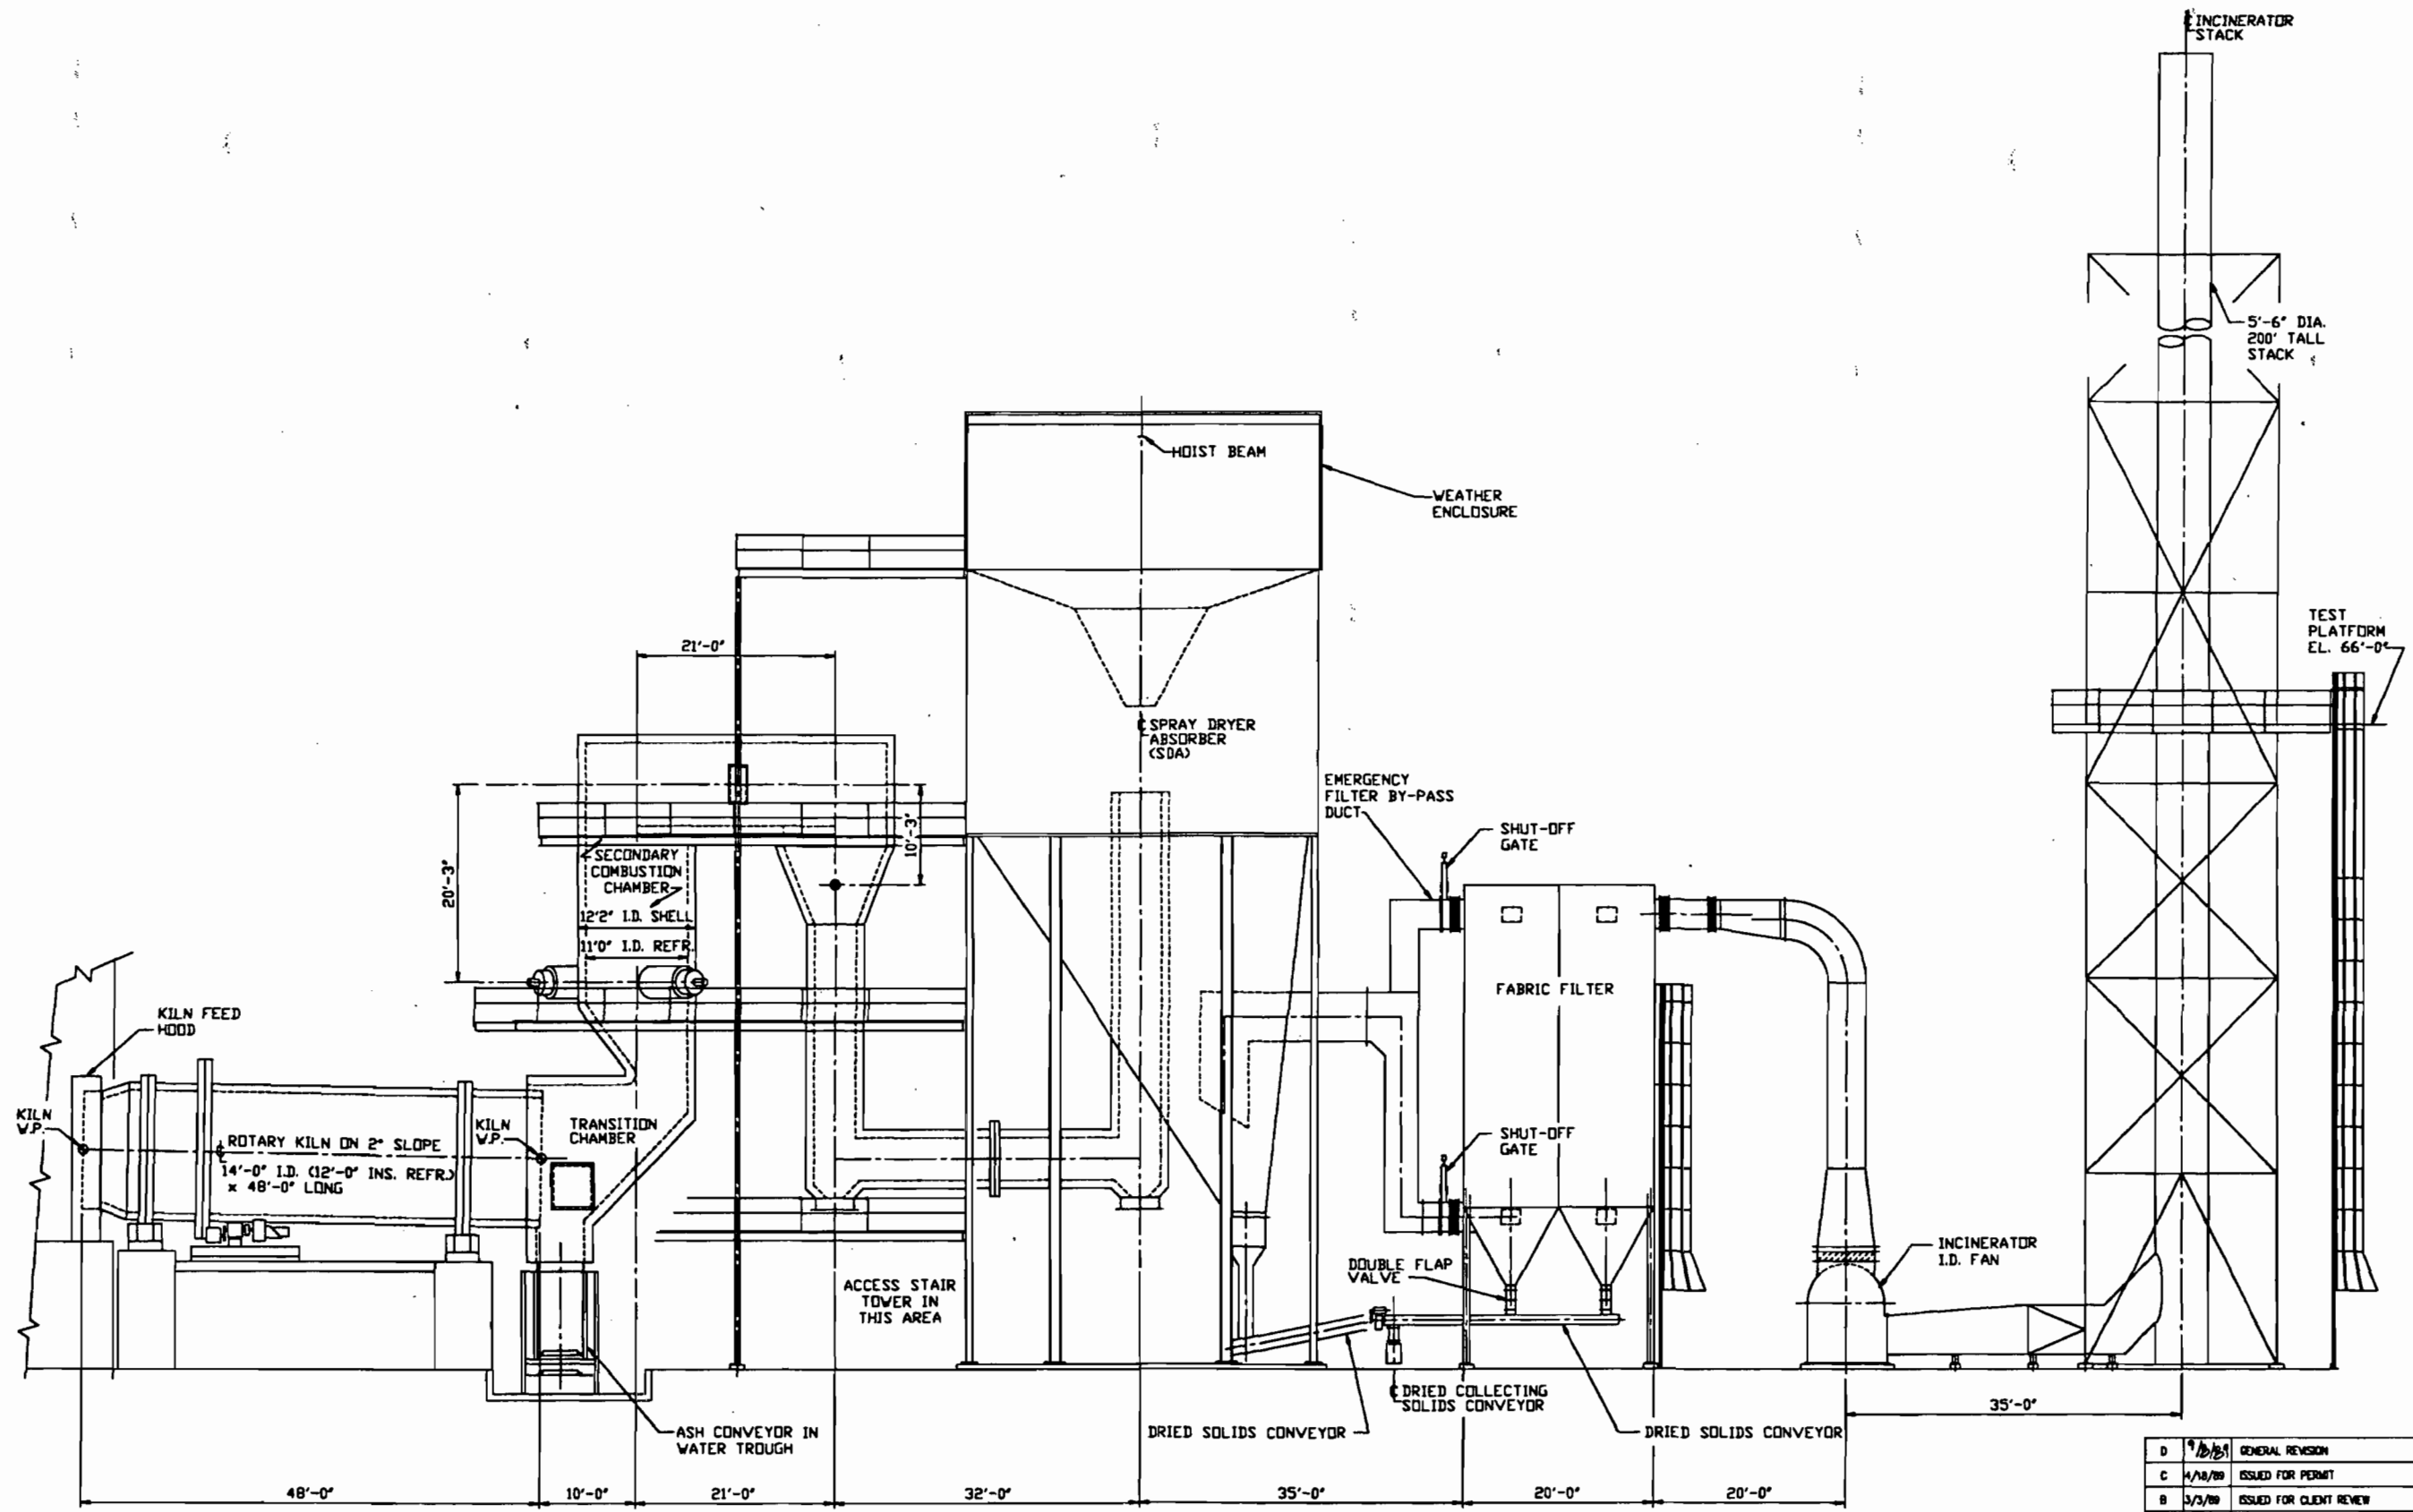 ℄ INCINERATOR
STACK
5'-6" DIA.
200' TALL
STACK
HOIST BEAM
WEATHER
ENCLOSURE
TEST
PLATFORM
EL. 66'-0"
21'-0"
℄ SPRAY DRYER
ABSORBER
(SDA)
EMERGENCY
FILTER BY-PASS
DUCT
SHUT-OFF
GATE
20'-3"
10'-3"
SECONDARY
COMBUSTION
CHAMBER
12'2" I.D. SHELL
11'0" I.D. REFR.
FABRIC FILTER
KILN FEED
HOOD
KILN
W.P.
ROTARY KILN ON 2° SLOPE
14'-0" I.D. (12'-0" INS. REFR.)
x 48'-0" LONG
KILN
W.P.
TRANSITION
CHAMBER
SHUT-OFF
GATE
INCINERATOR
I.D. FAN
DOUBLE FLAP
VALVE
ACCESS STAIR
TOWER IN
THIS AREA
℄ DRIED COLLECTING
SOLIDS CONVEYOR
ASH CONVEYOR IN
WATER TROUGH
DRIED SOLIDS CONVEYOR
DRIED SOLIDS CONVEYOR
35'-0"
48'-0"
10'-0"
21'-0"
32'-0"
35'-0"
20'-0"
20'-0"
D GENERAL REVISION
C 4/18/89 ISSUED FOR PERMIT
B 3/3/89 ISSUED FOR CLIENT REVIEW